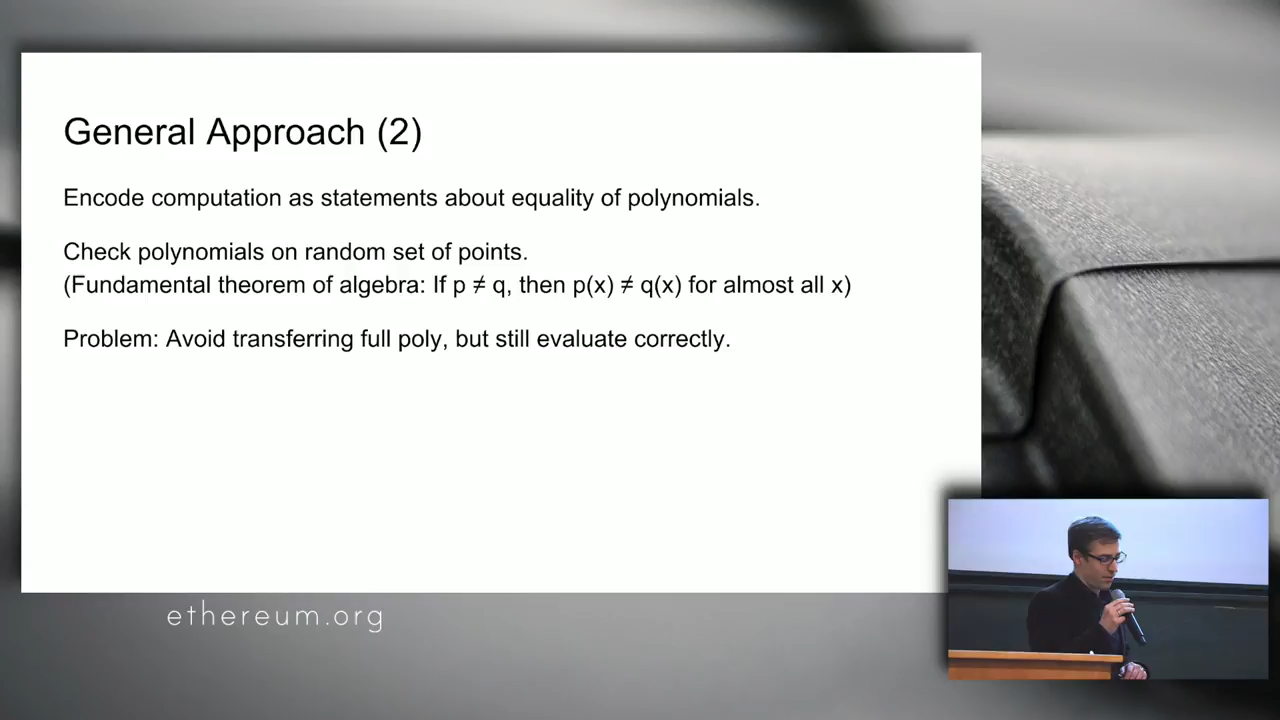 General Approach (2)
Encode computation as statements about equality of polynomials.
Check polynomials on random set of points.
(Fundamental theorem of algebra: If p ≠ q, then p(x) ≠ q(x) for almost all x)
Problem: Avoid transferring full poly, but still evaluate correctly.
ethereum.org